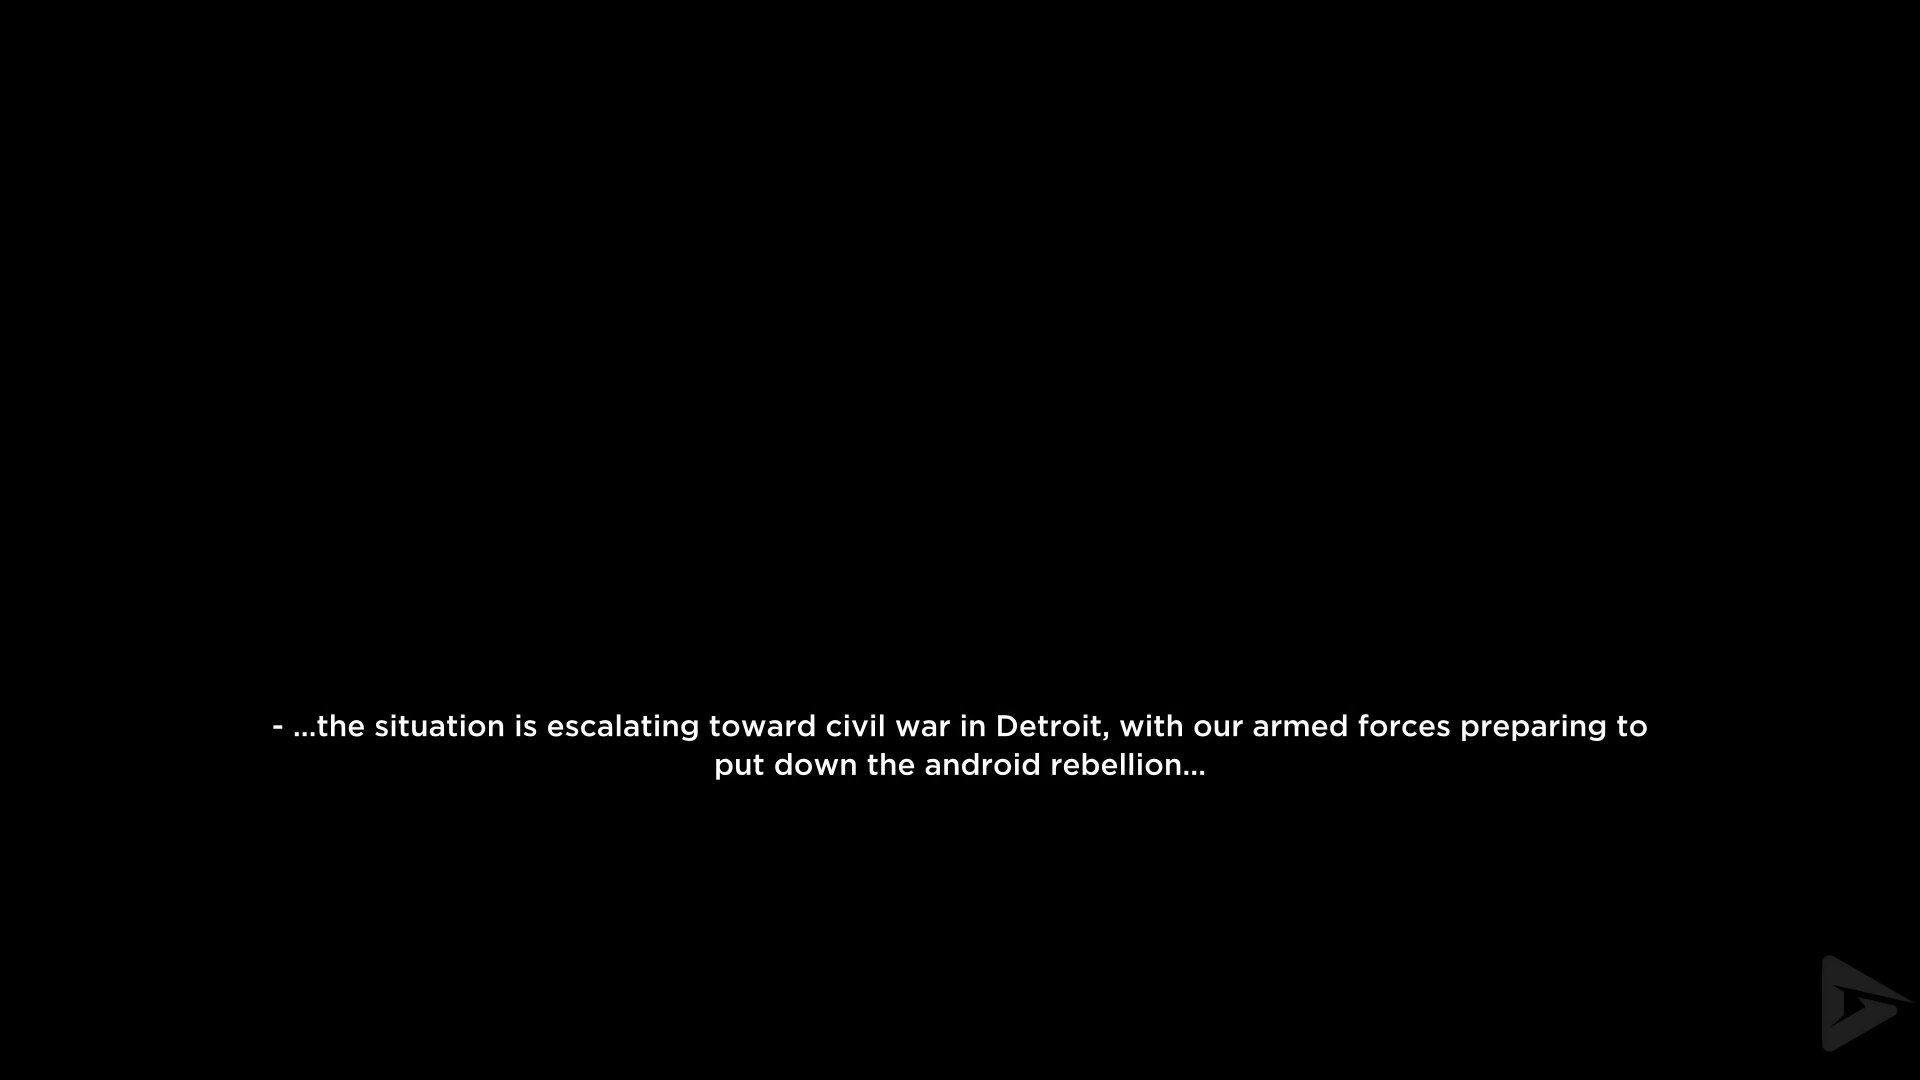 - ...the situation is escalating toward civil war in Detroit, with our armed forces preparing to
put down the android rebellion...